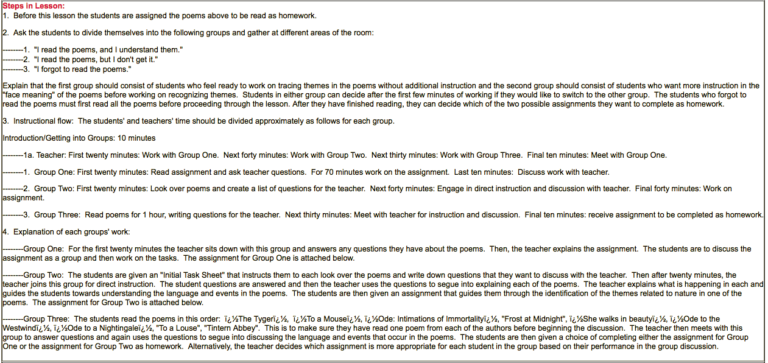 Steps in Lesson:
1. Before this lesson the students are assigned the poems above to be read as homework.
2. Ask the students to divide themselves into the following groups and gather at different areas of the room:
--------1. "I read the poems, and I understand them."
--------2. "I read the poems, but I don't get it."
--------3. "I forgot to read the poems."
Explain that the first group should consist of students who feel ready to work on tracing themes in the poems without additional instruction and the second group should consist of students who want more instruction in the
"face meaning" of the poems before working on recognizing themes. Students in either group can decide after the first few minutes of working if they would like to switch to the other group. The students who forgot to
read the poems must first read all the poems before proceeding through the lesson. After they have finished reading, they can decide which of the two possible assignments they want to complete as homework.
3. Instructional flow: The students' and teachers' time should be divided approximately as follows for each group.
Introduction/Getting into Groups: 10 minutes
--------1a. Teacher: First twenty minutes: Work with Group One. Next forty minutes: Work with Group Two. Next thirty minutes: Work with Group Three. Final ten minutes: Meet with Group One.
--------1. Group One: First twenty minutes: Read assignment and ask teacher questions. For 70 minutes work on the assignment. Last ten minutes: Discuss work with teacher.
--------2. Group Two: First twenty minutes: Look over poems and create a list of questions for the teacher. Next forty minutes: Engage in direct instruction and discussion with teacher. Final forty minutes: Work on
assignment.
--------3. Group Three: Read poems for 1 hour, writing questions for the teacher. Next thirty minutes: Meet with teacher for instruction and discussion. Final ten minutes: receive assignment to be completed as homework.
4. Explanation of each groups' work:
--------Group One: For the first twenty minutes the teacher sits down with this group and answers any questions they have about the poems. Then, the teacher explains the assignment. The students are to discuss the
assignment as a group and then work on the tasks. The assignment for Group One is attached below.
--------Group Two: The students are given an "Initial Task Sheet" that instructs them to each look over the poems and write down questions that they want to discuss with the teacher. Then after twenty minutes, the
teacher joins this group for direct instruction. The student questions are answered and then the teacher uses the questions to segue into explaining each of the poems. The teacher explains what is happening in each and
guides the students towards understanding the language and events in the poems. The students are then given an assignment that guides them through the identification of the themes related to nature in one of the
poems. The assignment for Group Two is attached below.
--------Group Three: The students read the poems in this order: ï¿½The Tygerï¿½, ï¿½To a Mouseï¿½, ï¿½Ode: Intimations of Immortalityï¿½, "Frost at Midnight", ï¿½She walks in beautyï¿½, ï¿½Ode to the
Westwindï¿½, ï¿½Ode to a Nightingaleï¿½, "To a Louse", "Tintern Abbey". This is to make sure they have read one poem from each of the authors before beginning the discussion. The teacher then meets with this
group to answer questions and again uses the questions to segue into discussing the language and events that occur in the poems. The students are then given a choice of completing either the assignment for Group
One or the assignment for Group Two as homework. Alternatively, the teacher decides which assignment is more appropriate for each student in the group based on their performance in the group discussion.